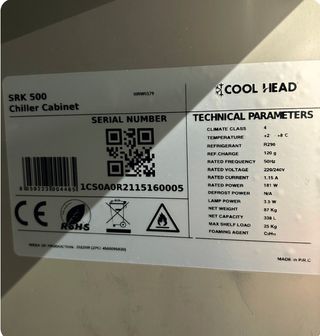 SRK 500
Chiller Cabinet
SERIAL NUMBER
1CS0A0R2115160005
CE
RoHS
COOL HEAD
TECHNICAL PARAMETERS
CLIMATE CLASS 4
TEMPERATURE +2 +8 C
REFRIGERANT R290
REF.CHARGE 120 g
RATED FREQUENCY 50Hz
RATED VOLTAGE 220/240V
RATED CURRENT 1.15 A
RATED POWER 181 W
DEFROST POWER N/A
LAMP POWER 3.5 W
NET WEIGHT 87 Kg
NET CAPACITY 338 L
MAX SHELF LOAD 25 Kg
FOAMING AGENT C₅H₁₀
MADE IN P.R.C